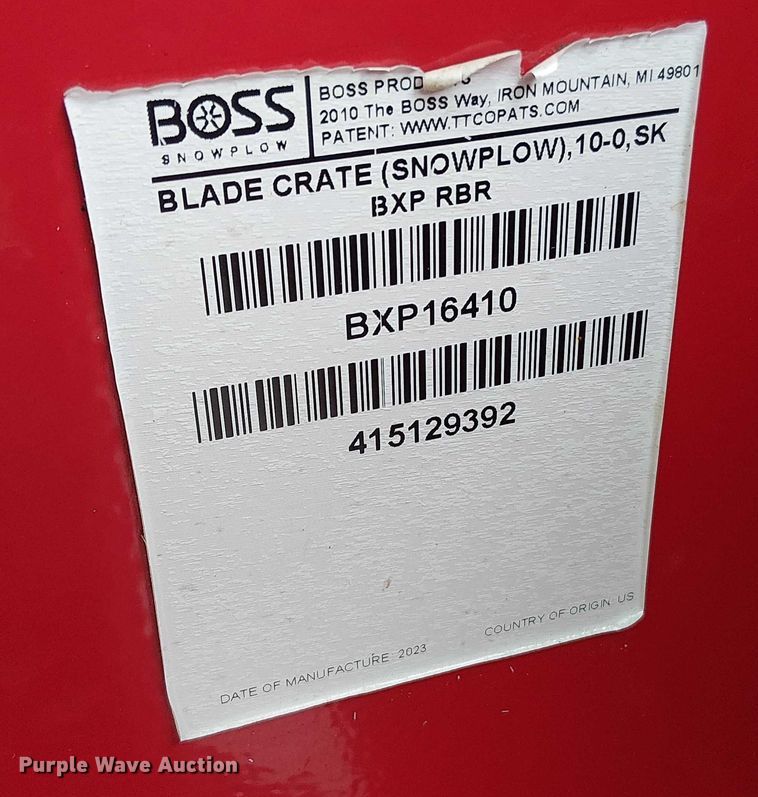 BOSS
SNOWPLOW
BOSS PROD
2010 The BOSS Way, IRON MOUNTAIN, MI 49801
PATENT: WWW.TTCOPATS.COM
BLADE CRATE (SNOWPLOW),10-0,SK
BXP RBR
BXP16410
415129392
DATE OF MANUFACTURE: 2023
COUNTRY OF ORIGIN: US
Purple Wave Auction